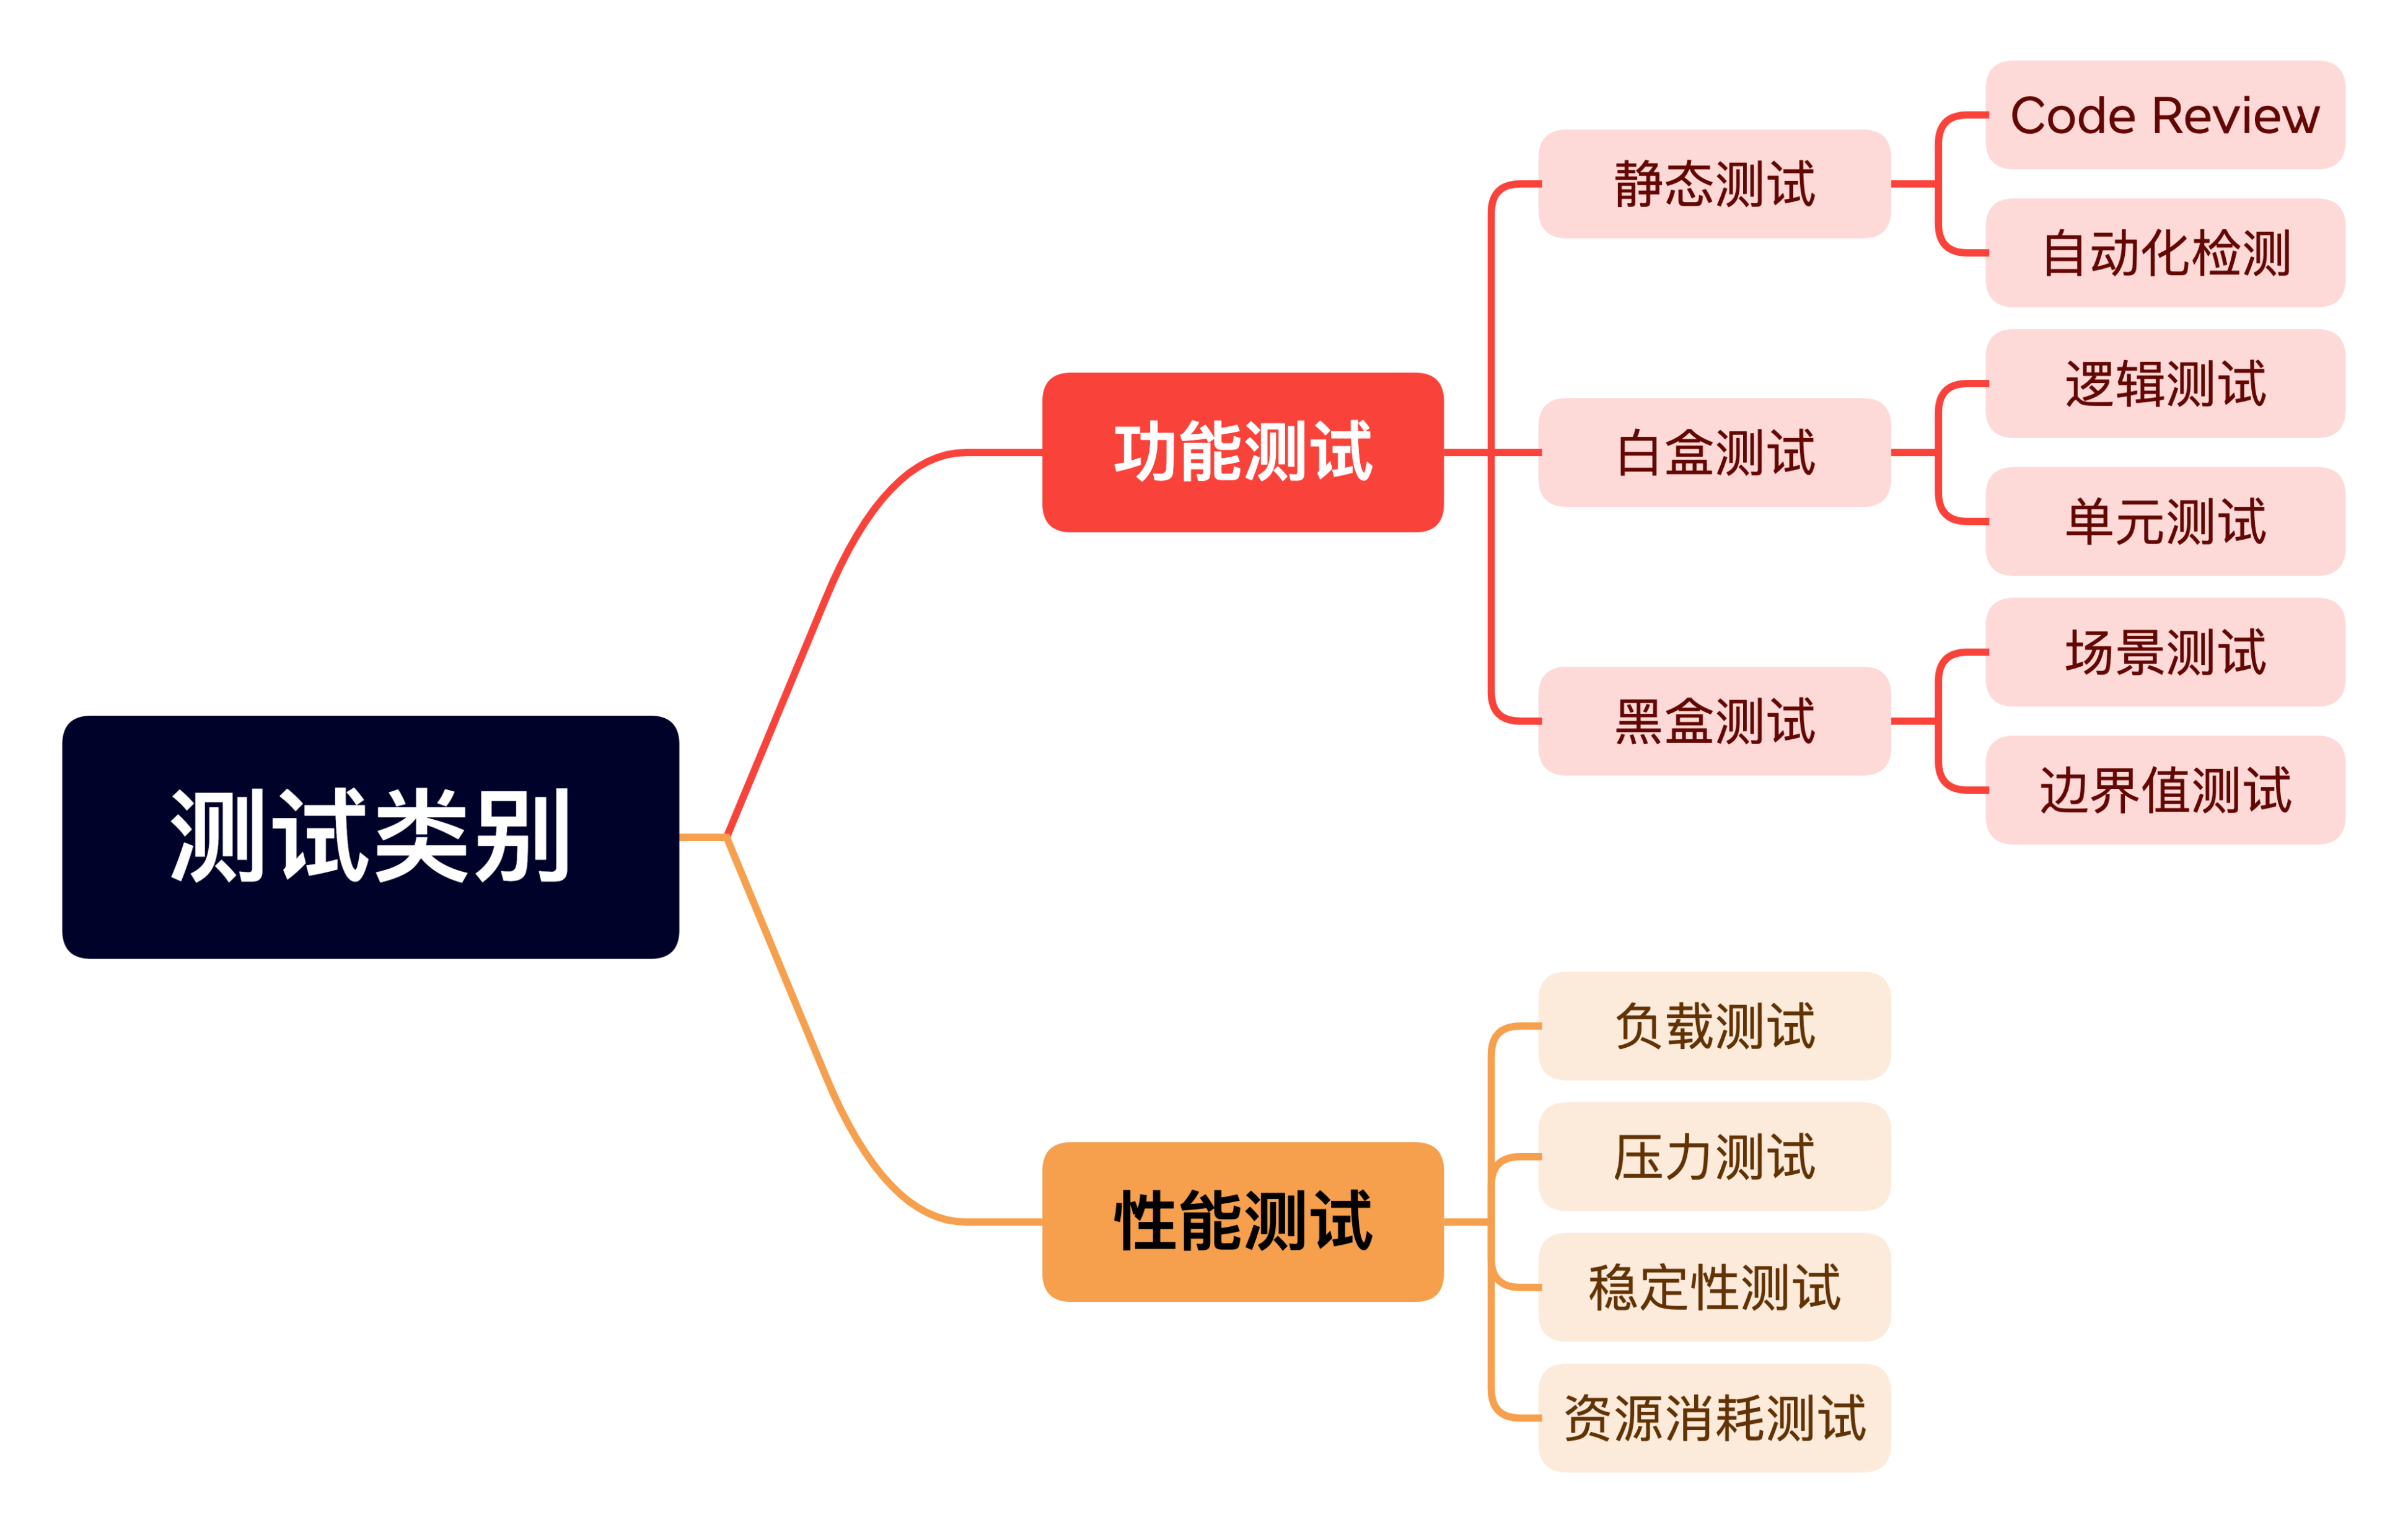 测试类别
功能测试
静态测试
Code Review
自动化检测
白盒测试
逻辑测试
单元测试
黑盒测试
场景测试
边界值测试
性能测试
负载测试
压力测试
稳定性测试
资源消耗测试